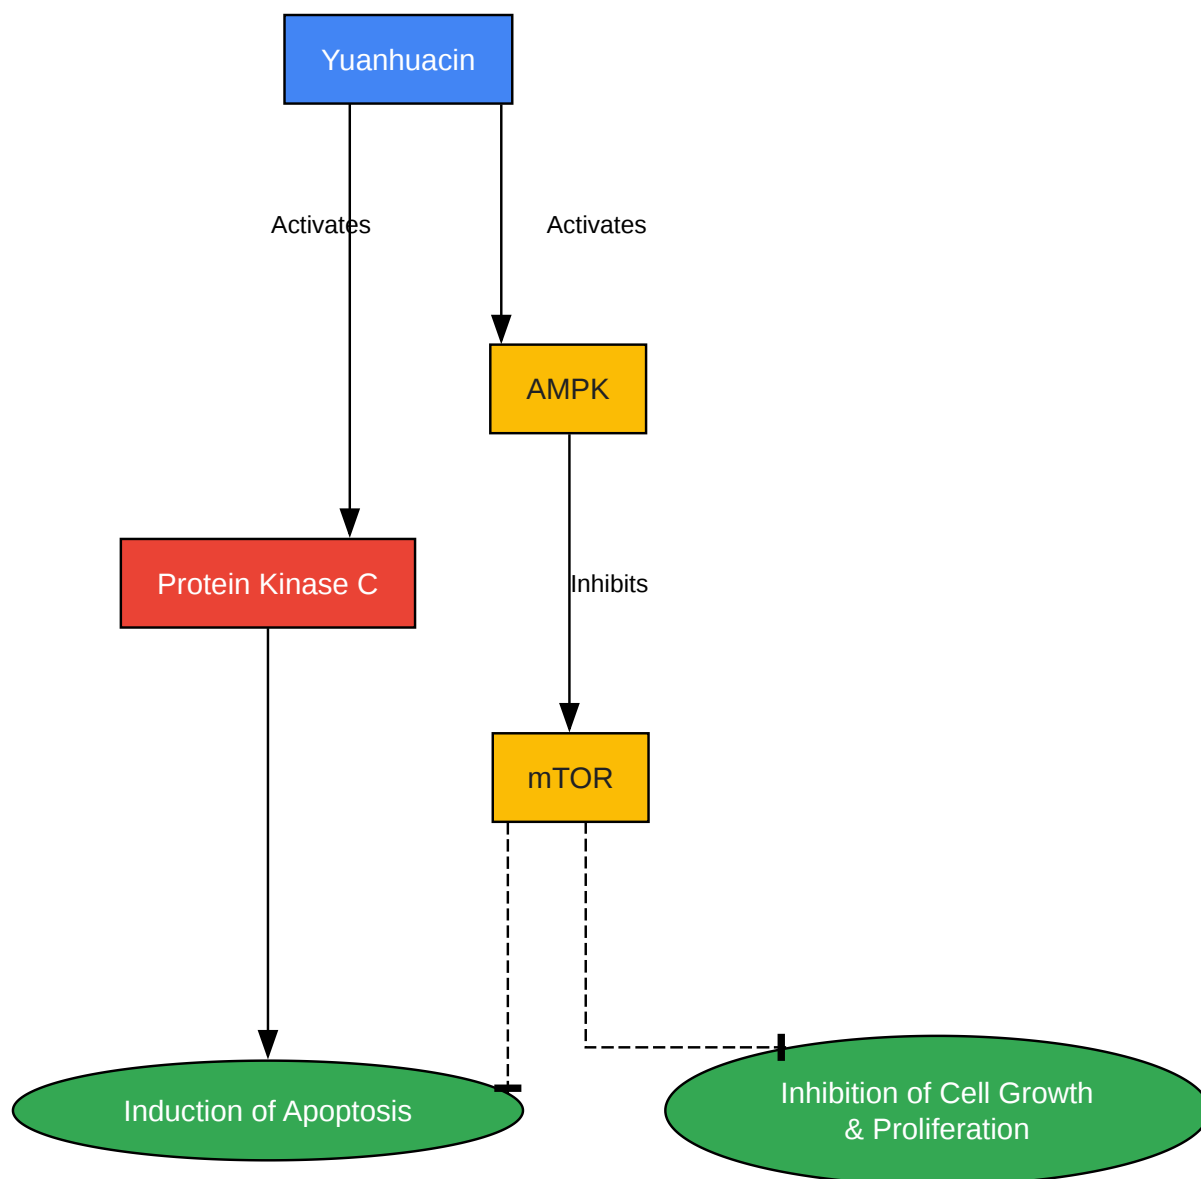 Yuanhuacin
Activates
Activates
AMPK
Protein Kinase C
Inhibits
mTOR
Induction of Apoptosis
Inhibition of Cell Growth
& Proliferation